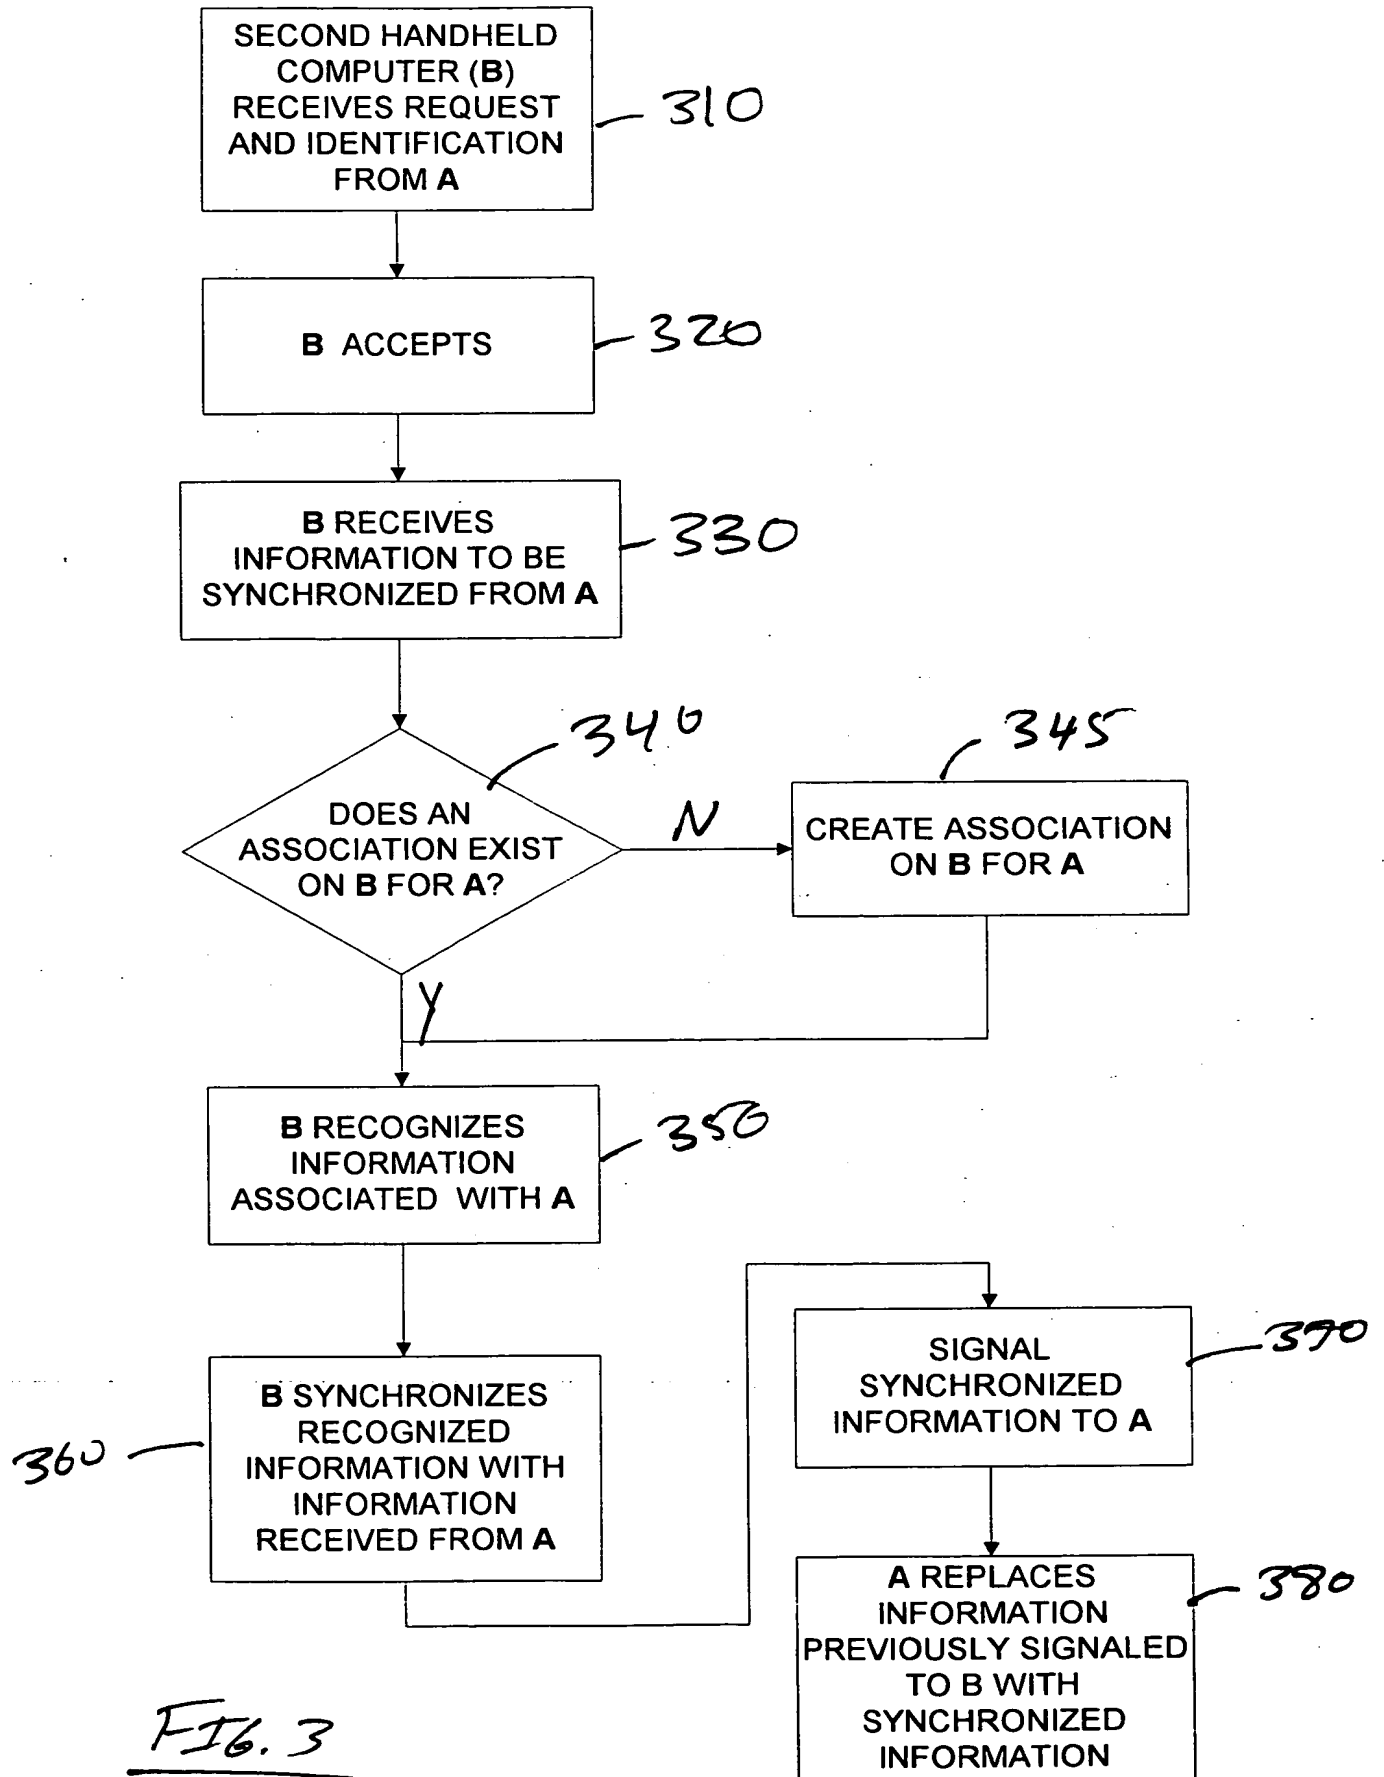 SECOND HANDHELD
COMPUTER (B)
RECEIVES REQUEST
AND IDENTIFICATION
FROM A
310
B ACCEPTS
320
B RECEIVES
INFORMATION TO BE
SYNCHRONIZED FROM A
330
340
DOES AN
ASSOCIATION EXIST
ON B FOR A?
N
345
CREATE ASSOCIATION
ON B FOR A
Y
B RECOGNIZES
INFORMATION
ASSOCIATED WITH A
350
B SYNCHRONIZES
RECOGNIZED
INFORMATION WITH
INFORMATION
RECEIVED FROM A
360
SIGNAL
SYNCHRONIZED
INFORMATION TO A
370
A REPLACES
INFORMATION
PREVIOUSLY SIGNALED
TO B WITH
SYNCHRONIZED
INFORMATION
380
FIG. 3